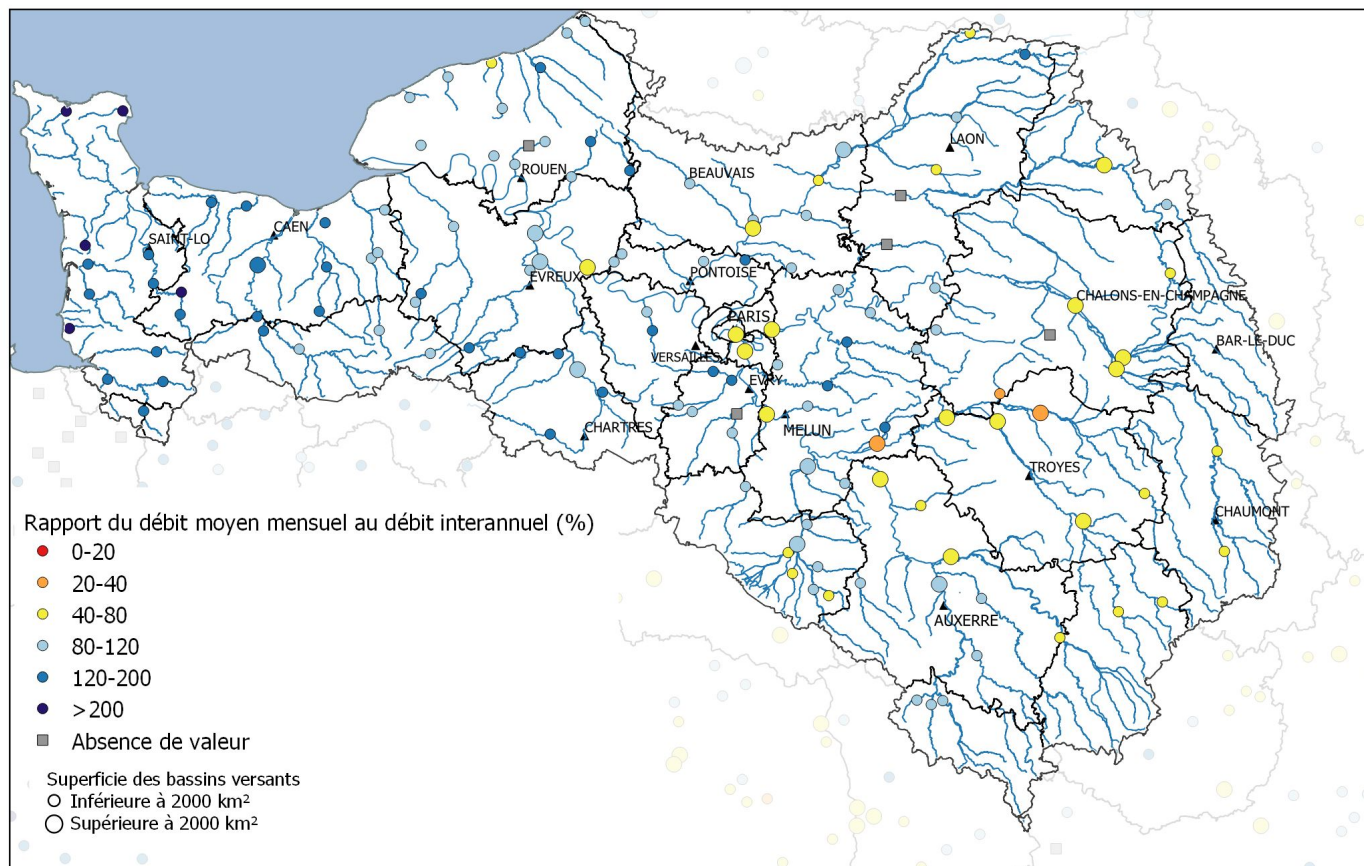 LAON
BEAUVAIS
ROUEN
SAINT-LO
CAEN
PONTOISE
EVREUX
CHALONS-EN-CHAMPAGNE
PARIS
BAR-LE-DUC
VERSAILLES
EVRY
MELUN
CHARTRES
TROYES
CHAUMONT
AUXERRE
Rapport du débit moyen mensuel au débit interannuel (%)
0-20
20-40
40-80
80-120
120-200
>200
Absence de valeur
Superficie des bassins versants
Inférieure à 2000 km²
Supérieure à 2000 km²